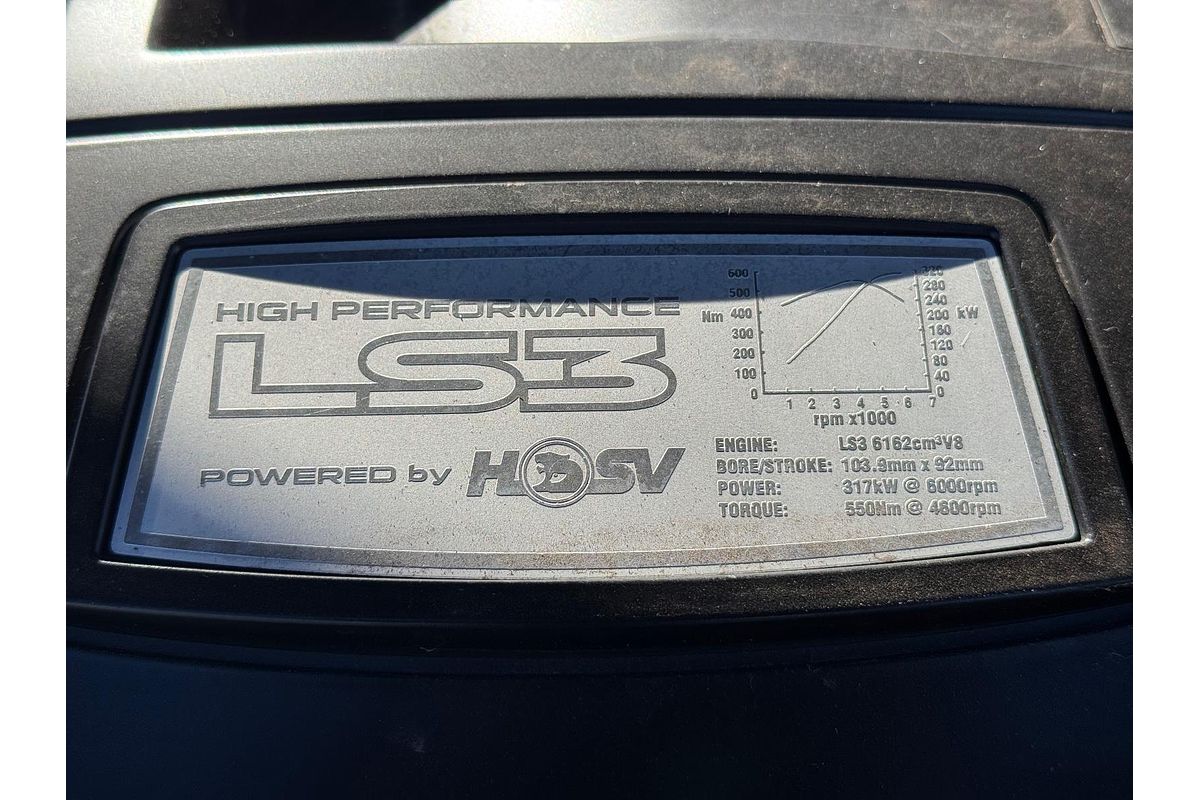 HIGH PERFORMANCE
LS3
POWERED by HSV
600
500
Nm 400
300
200
100
0
320
280
240
200 kW
160
120
80
40
0
1 2 3 4 5 6 7
rpm x1000
ENGINE: LS3 6162cm³V8
BORE/STROKE: 103.9mm x 92mm
POWER: 317kW @ 6000rpm
TORQUE: 550Nm @ 4600rpm